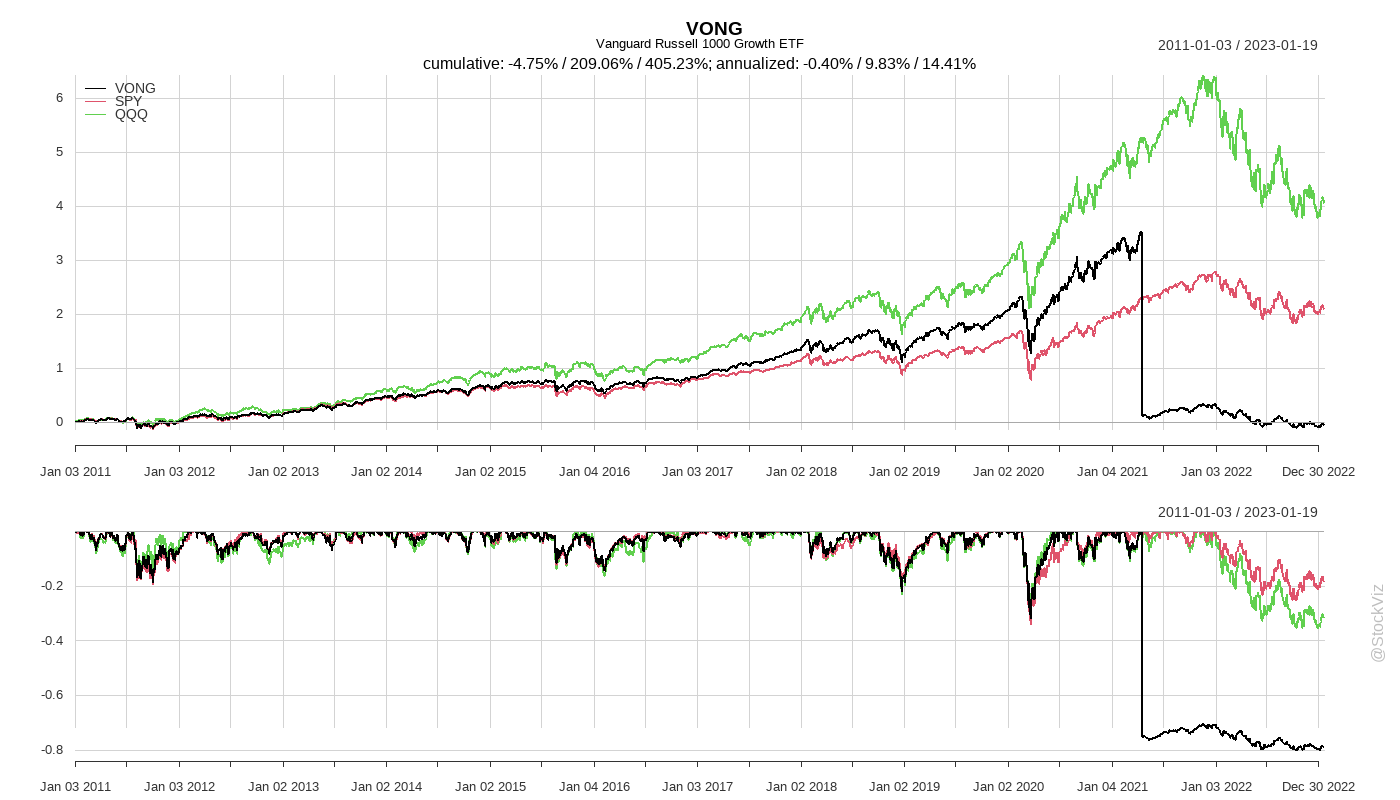 VONG
Vanguard Russell 1000 Growth ETF
2011-01-03 / 2023-01-19
cumulative: -4.75% / 209.06% / 405.23%; annualized: -0.40% / 9.83% / 14.41%
VONG
SPY
QQQ
6
5
4
3
2
1
0
Jan 03 2011 Jan 03 2012 Jan 02 2013 Jan 02 2014 Jan 02 2015 Jan 04 2016 Jan 03 2017 Jan 02 2018 Jan 02 2019 Jan 02 2020 Jan 04 2021 Jan 03 2022 Dec 30 2022
2011-01-03 / 2023-01-19
-0.2
-0.4
-0.6
-0.8
Jan 03 2011 Jan 03 2012 Jan 02 2013 Jan 02 2014 Jan 02 2015 Jan 04 2016 Jan 03 2017 Jan 02 2018 Jan 02 2019 Jan 02 2020 Jan 04 2021 Jan 03 2022 Dec 30 2022
@StockViz